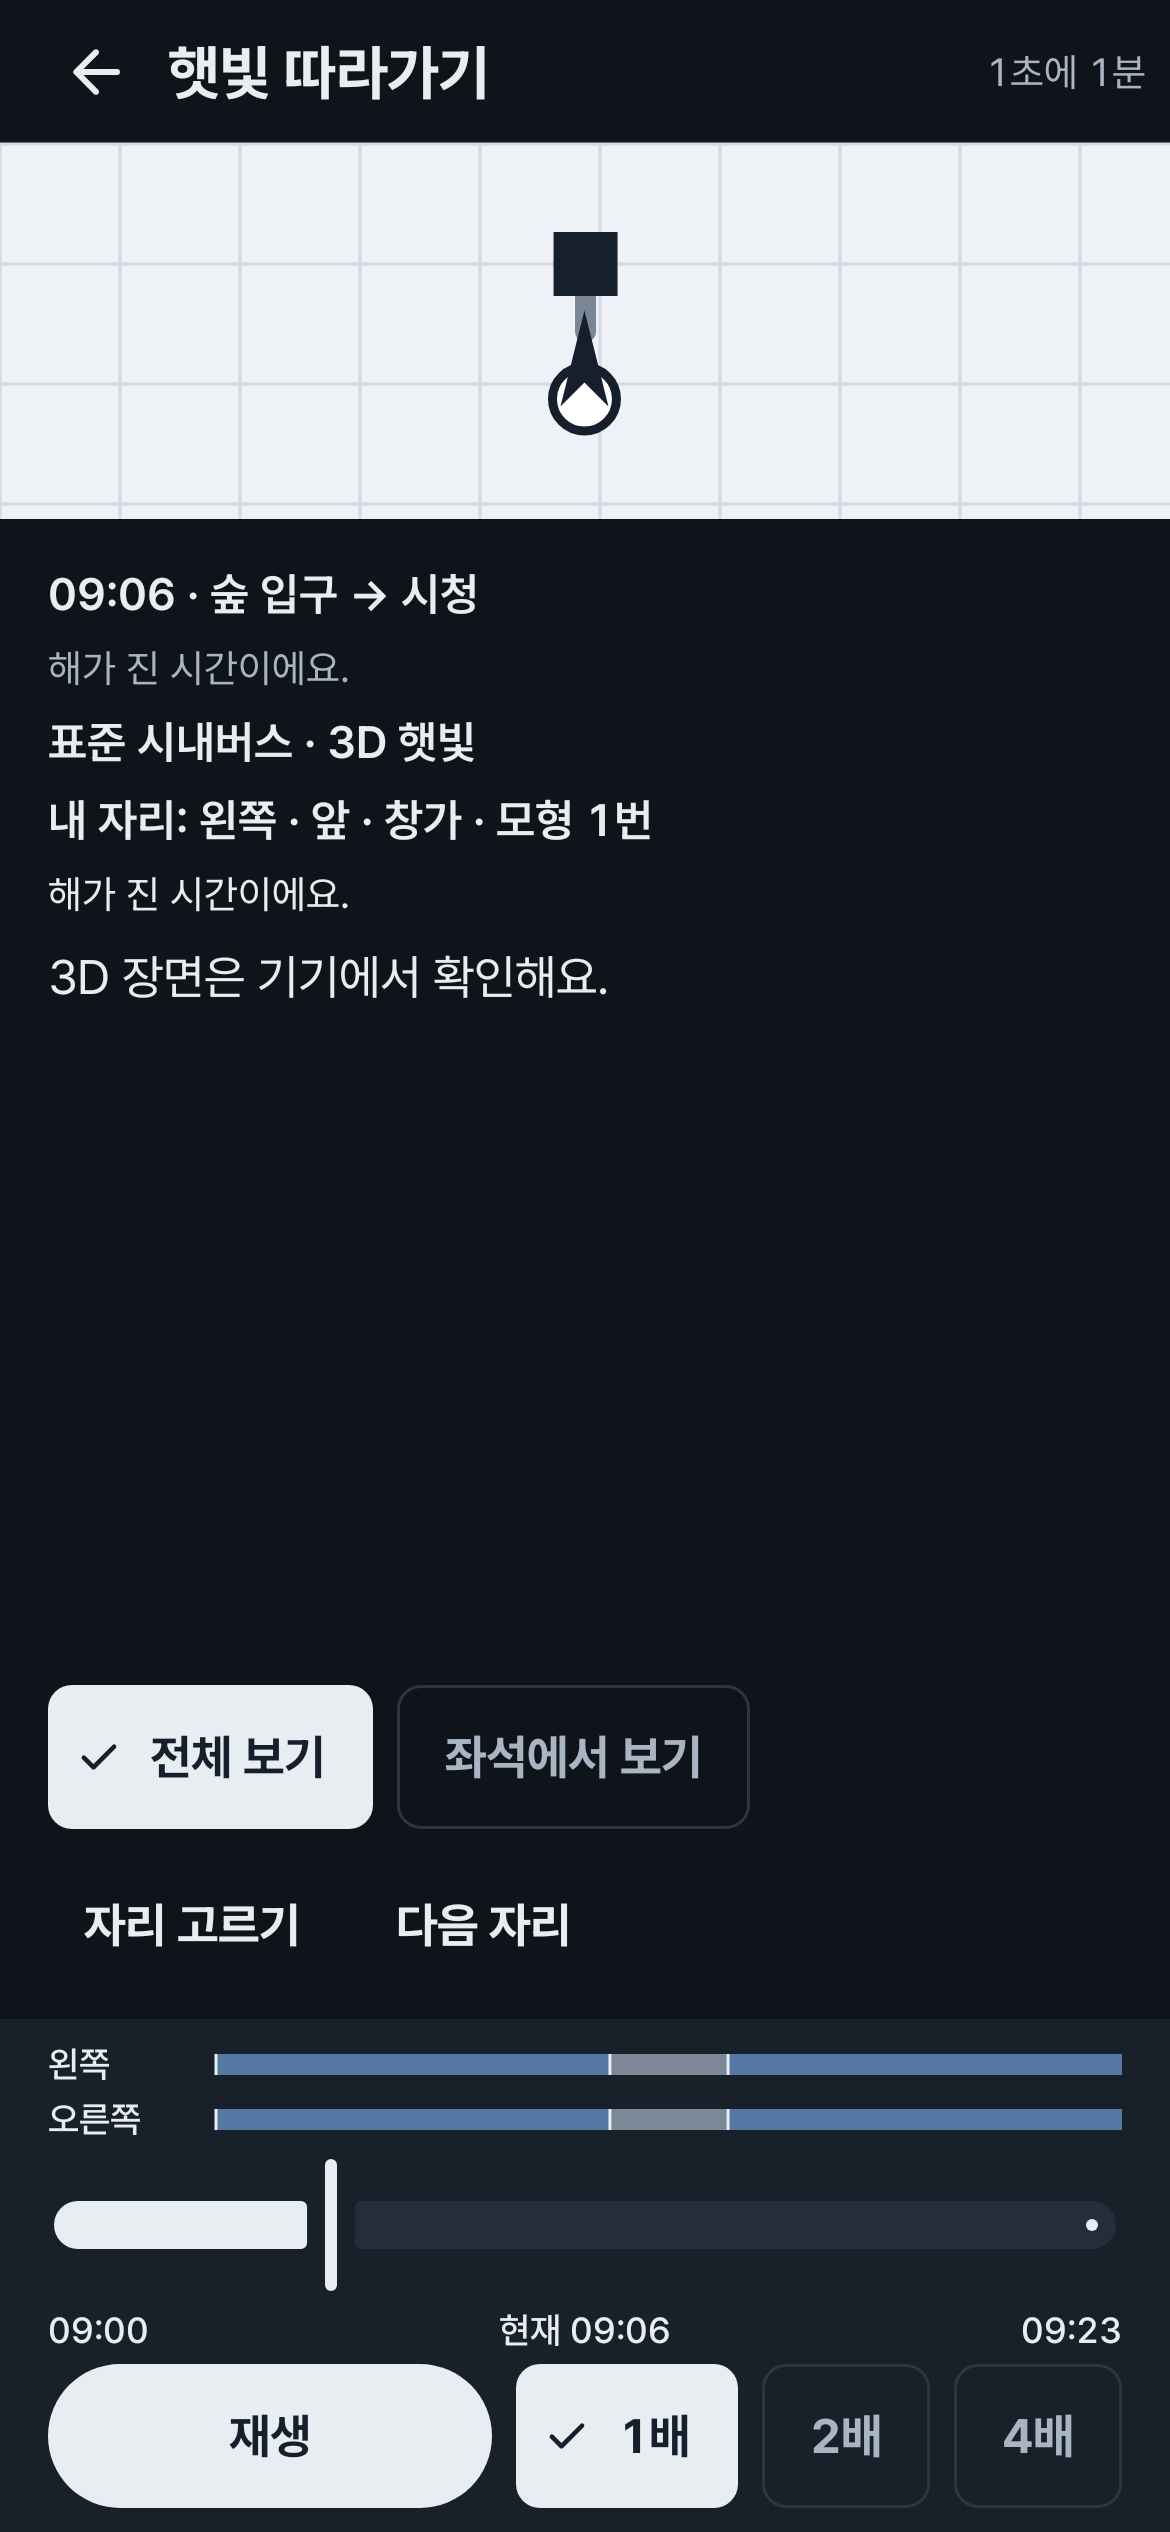 햇빛 따라가기
1초에 1분
09:06 · 숲 입구 → 시청
해가 진 시간이에요.
표준 시내버스 · 3D 햇빛
내 자리: 왼쪽 · 앞 · 창가 · 모형 1번
해가 진 시간이에요.
3D 장면은 기기에서 확인해요.
전체 보기
좌석에서 보기
자리 고르기
다음 자리
왼쪽
오른쪽
09:00
현재 09:06
09:23
재생
1배
2배
4배